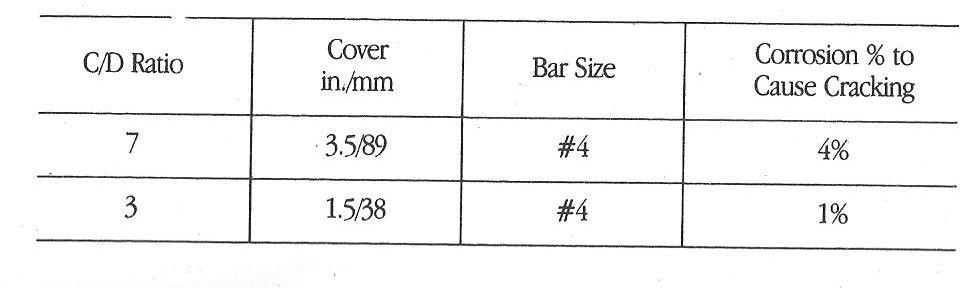 C/D Ratio
Cover
in./mm
Bar Size
Corrosion % to
Cause Cracking
7
3.5/89
#4
4%
3
1.5/38
#4
1%